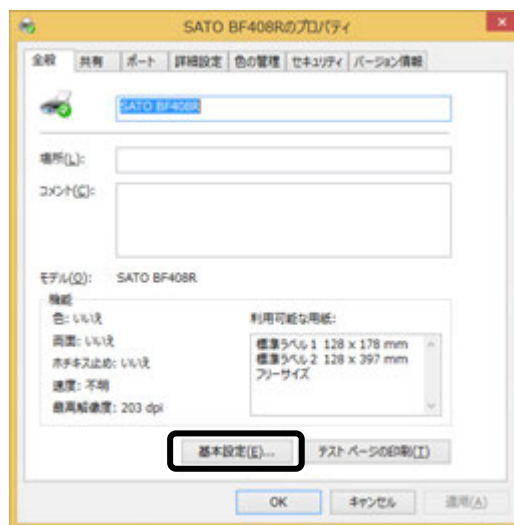 SATO BF408Rのプロパティ
全般 共有 ポート 詳細設定 色の管理 セキュリティ バージョン情報
SATO BF408R
場所(L):
コメント(C):
モデル(O): SATO BF408R
機能
色: いいえ
両面: いいえ
ホチキス止め: いいえ
速度: 不明
最高解像度: 203 dpi
利用可能な用紙:
標準ラベル1 128 x 178 mm
標準ラベル2 128 x 397 mm
フリーサイズ
基本設定(E)... テスト ページの印刷(T)
OK キャンセル 適用(A)